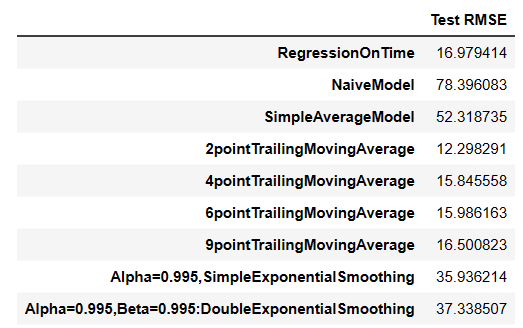 Test RMSE
RegressionOnTime 16.979414
NaiveModel 78.396083
SimpleAverageModel 52.318735
2pointTrailingMovingAverage 12.298291
4pointTrailingMovingAverage 15.845558
6pointTrailingMovingAverage 15.986163
9pointTrailingMovingAverage 16.500823
Alpha=0.995,SimpleExponentialSmoothing 35.936214
Alpha=0.995,Beta=0.995:DoubleExponentialSmoothing 37.338507